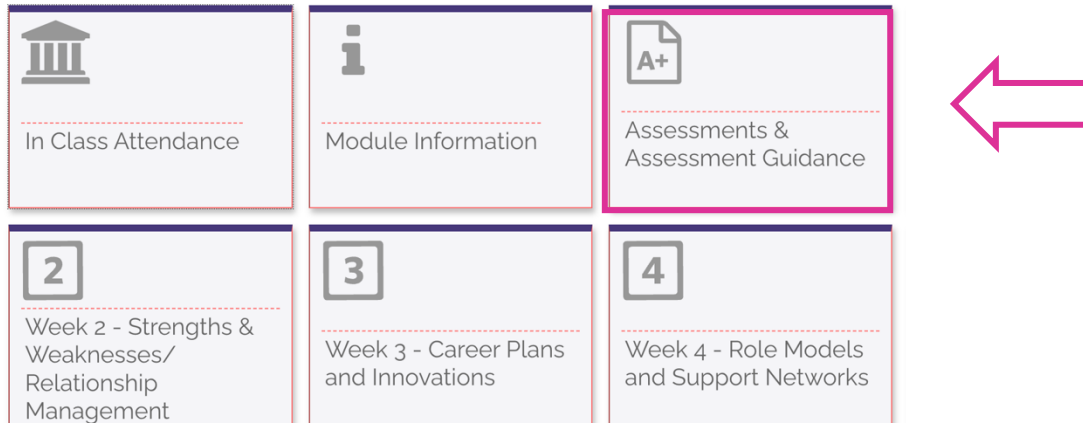 In Class Attendance
Module Information
A+
Assessments &
Assessment Guidance
2
Week 2 - Strengths &
Weaknesses/
Relationship
Management
3
Week 3 - Career Plans
and Innovations
4
Week 4 - Role Models
and Support Networks